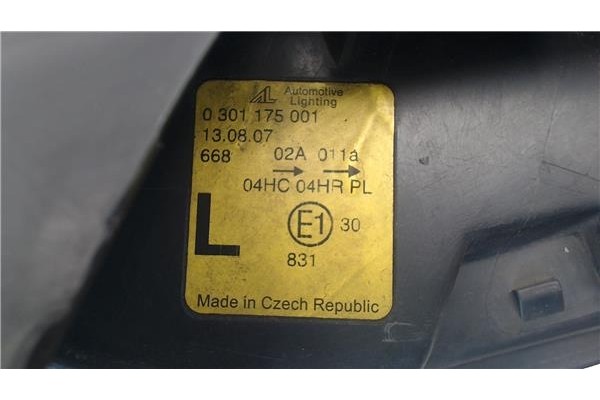 AL Automotive
Lighting
0 301 175 001
13.08.07
668 02A 011a
→ →
04HC 04HR PL
L E1 30
831
Made in Czech Republic